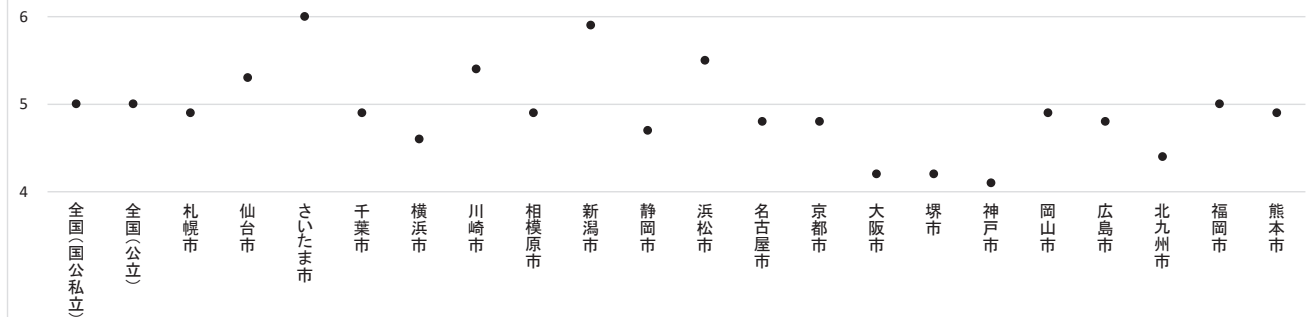 6
5
4
全国(国公私立)
全国(公立)
札幌市
仙台市
さいたま市
千葉市
横浜市
川崎市
相模原市
新潟市
静岡市
浜松市
名古屋市
京都市
大阪市
堺市
神戸市
岡山市
広島市
北九州市
福岡市
熊本市